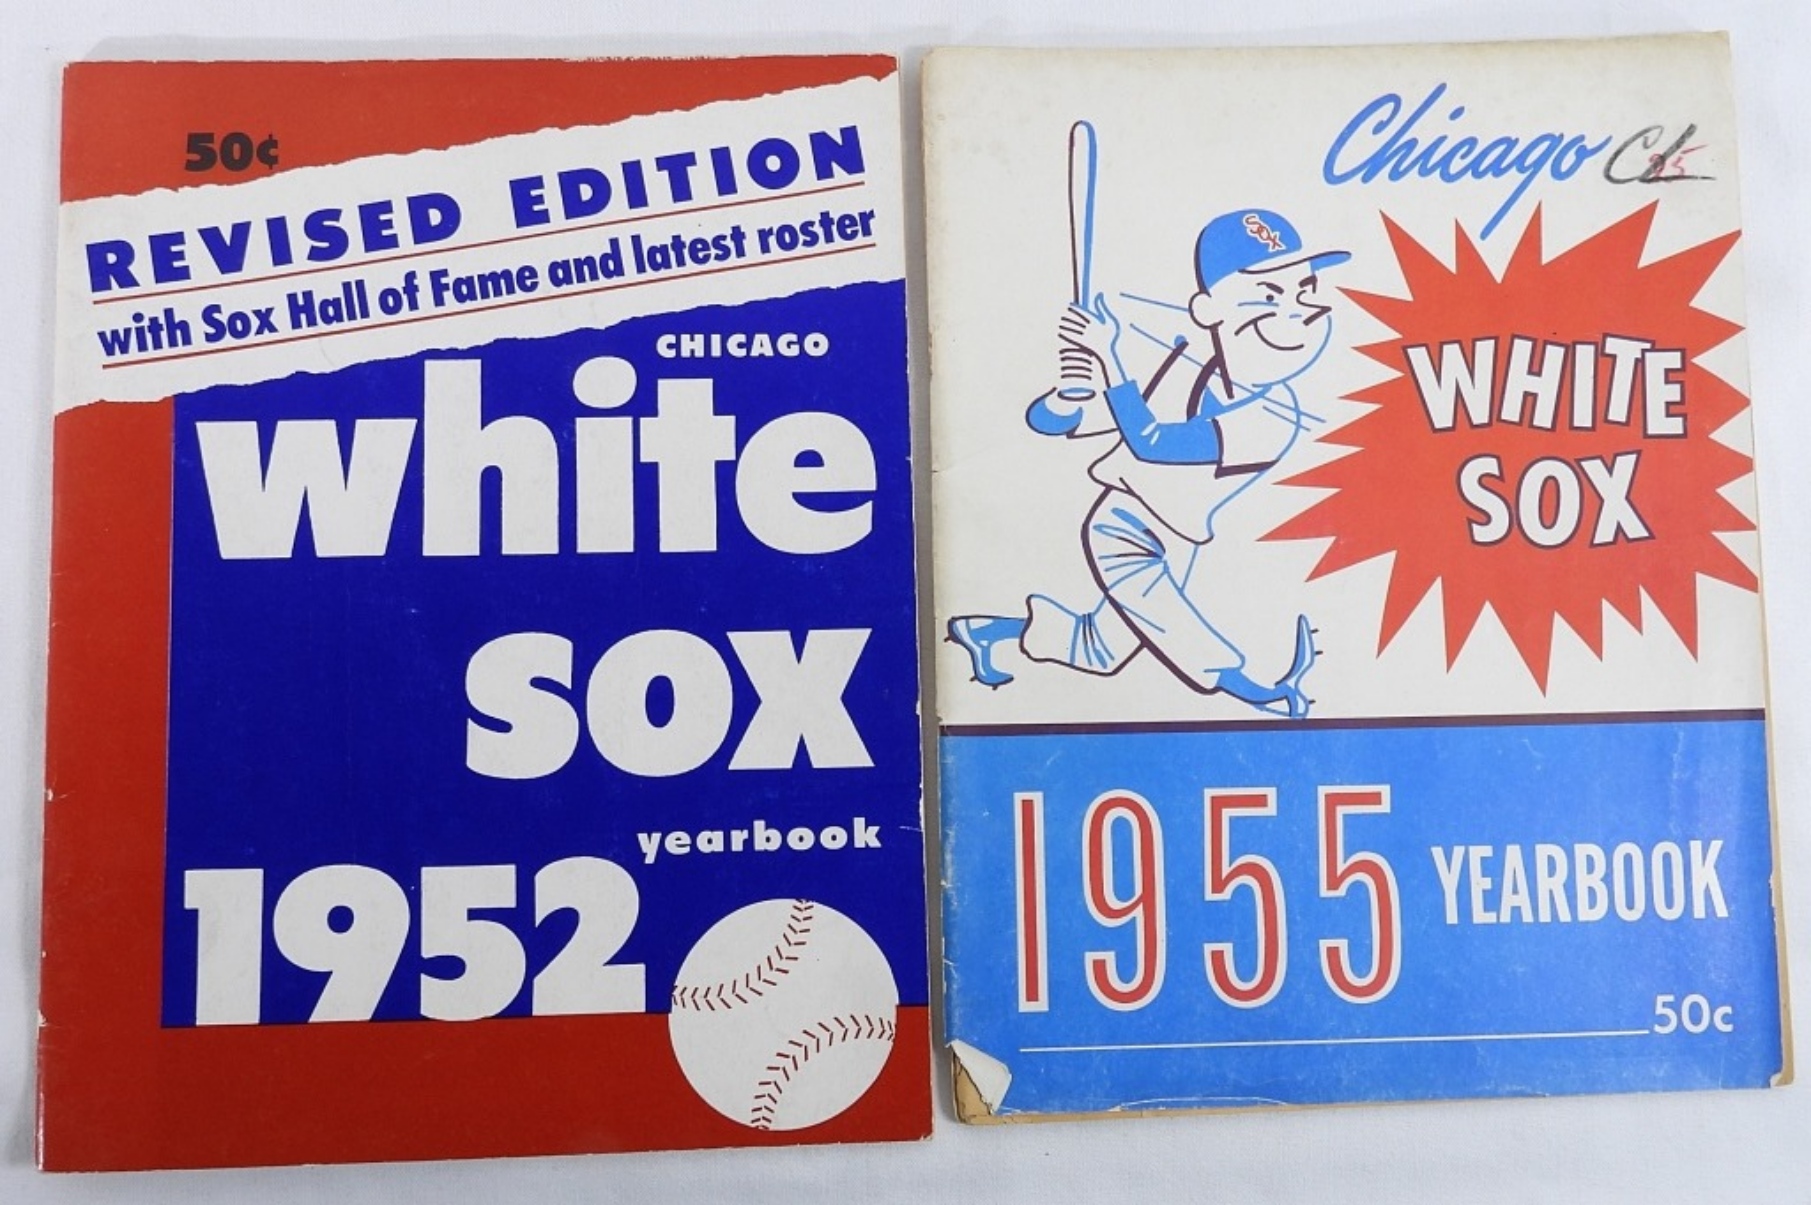 50¢
REVISED EDITION
with Sox Hall of Fame and latest roster
CHICAGO
white
sox
yearbook
1952
Chicago
SOX
WHITE
SOX
1955 YEARBOOK
50c